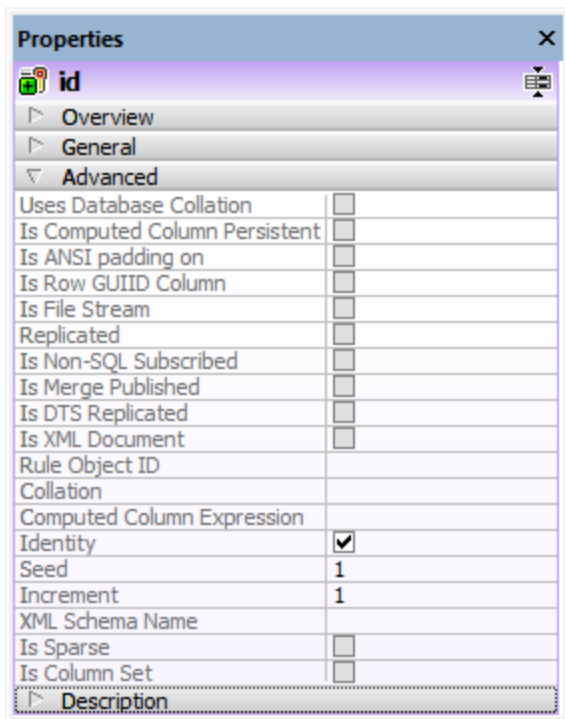 Properties
id
Overview
General
Advanced
Uses Database Collation
Is Computed Column Persistent
Is ANSI padding on
Is Row GUIID Column
Is File Stream
Replicated
Is Non-SQL Subscribed
Is Merge Published
Is DTS Replicated
Is XML Document
Rule Object ID
Collation
Computed Column Expression
Identity
Seed 1
Increment 1
XML Schema Name
Is Sparse
Is Column Set
Description